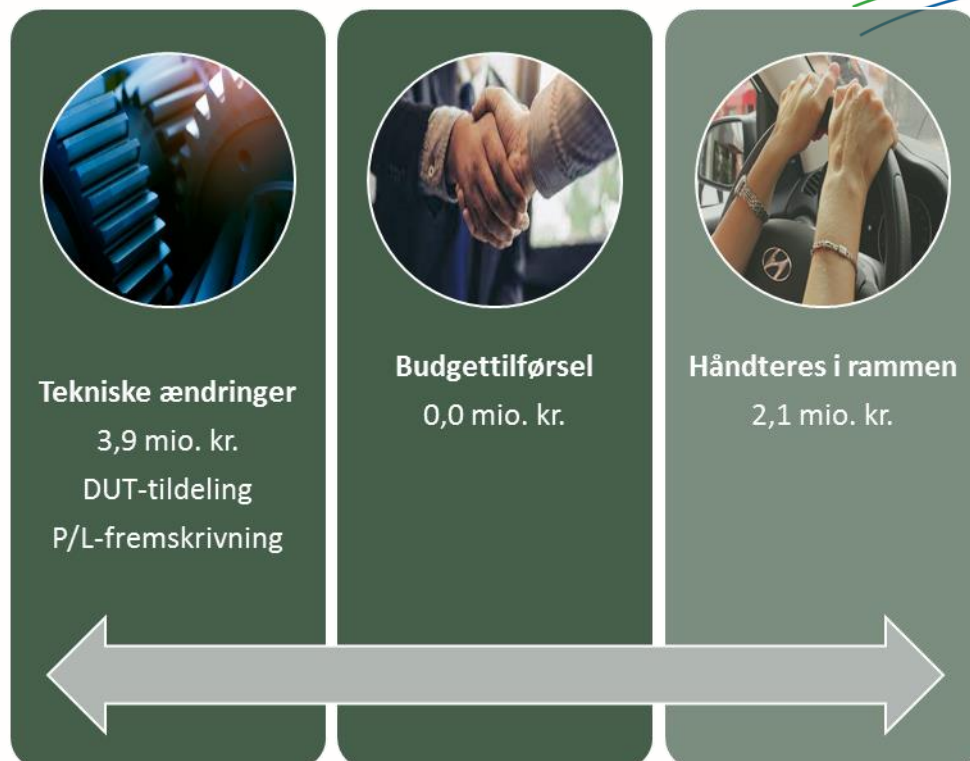 Tekniske ændringer
3,9 mio. kr.
DUT-tildeling
P/L-fremskrivning
Budgettilførsel
0,0 mio. kr.
Håndteres i rammen
2,1 mio. kr.